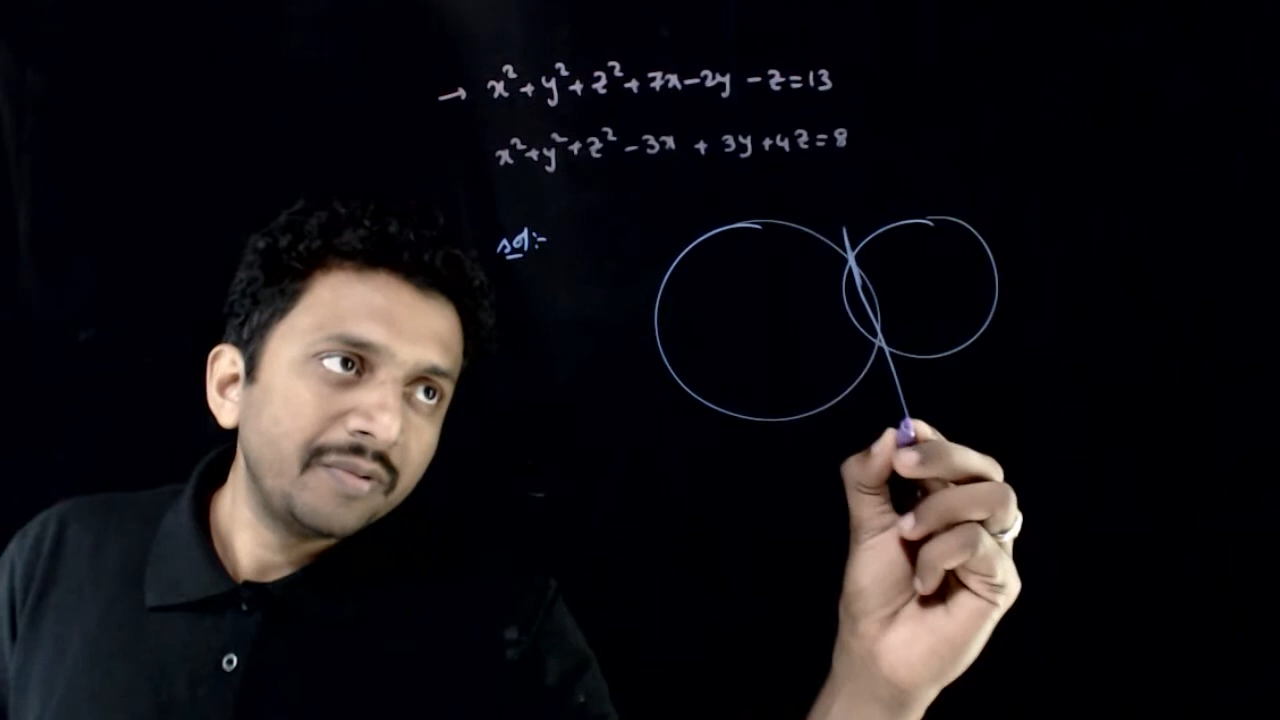 → x²+y²+z²+7x-2y-z=13
x²+y²+z²-3x+3y+4z=8
sol:-